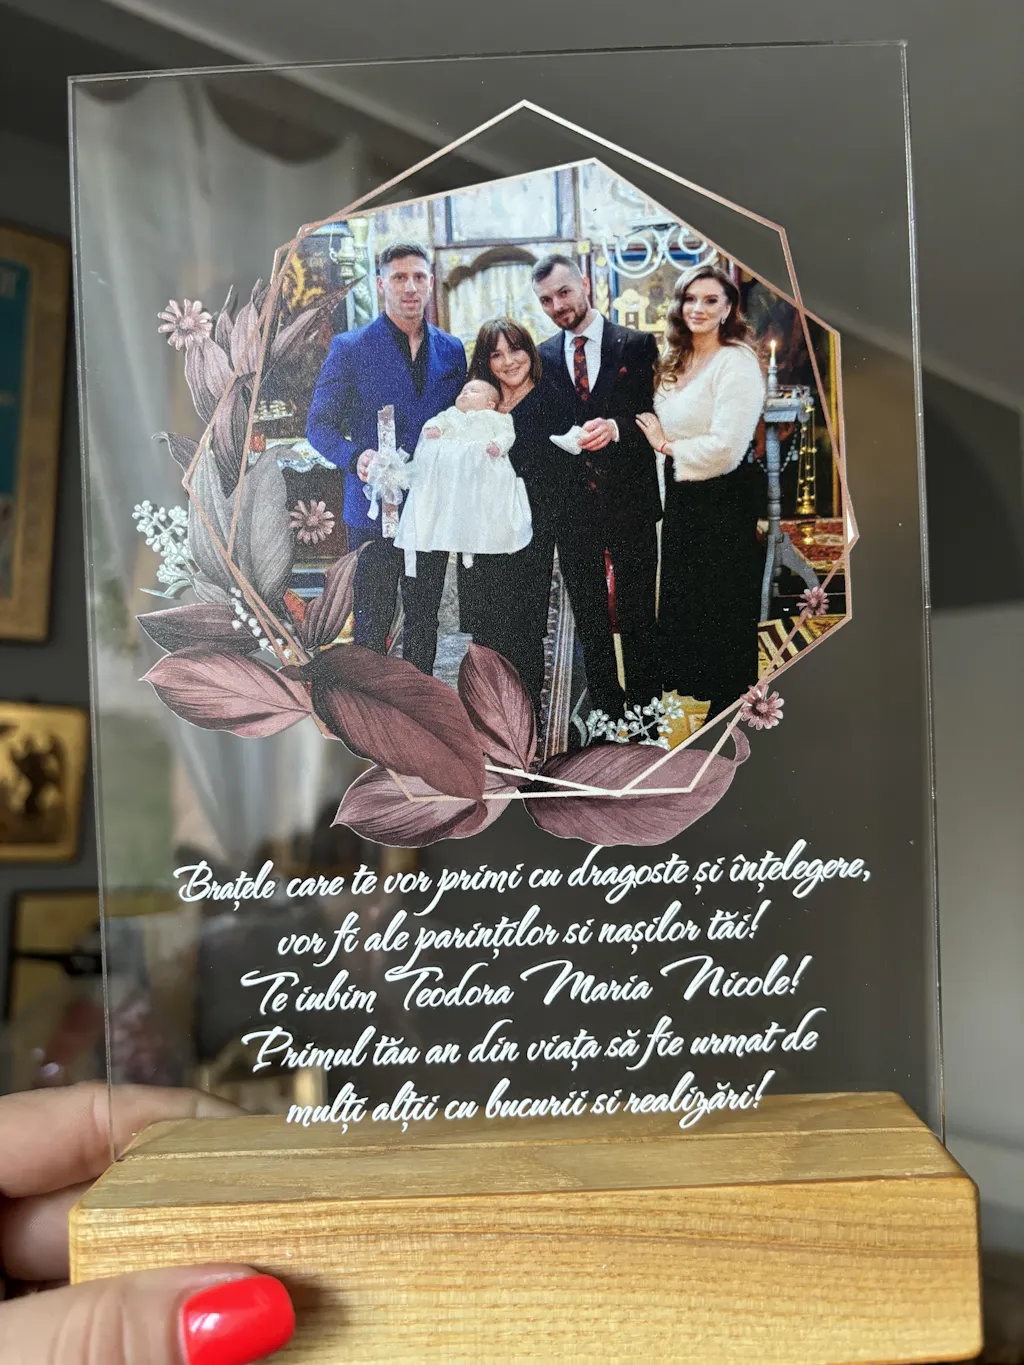 Brațele care te vor primi cu dragoste și înțelegere,
vor fi ale parinților si nașilor tăi!
Te iubim Teodora Maria Nicole!
Primul tău an din viața să fie urmat de
mulți alții cu bucurii si realizări!